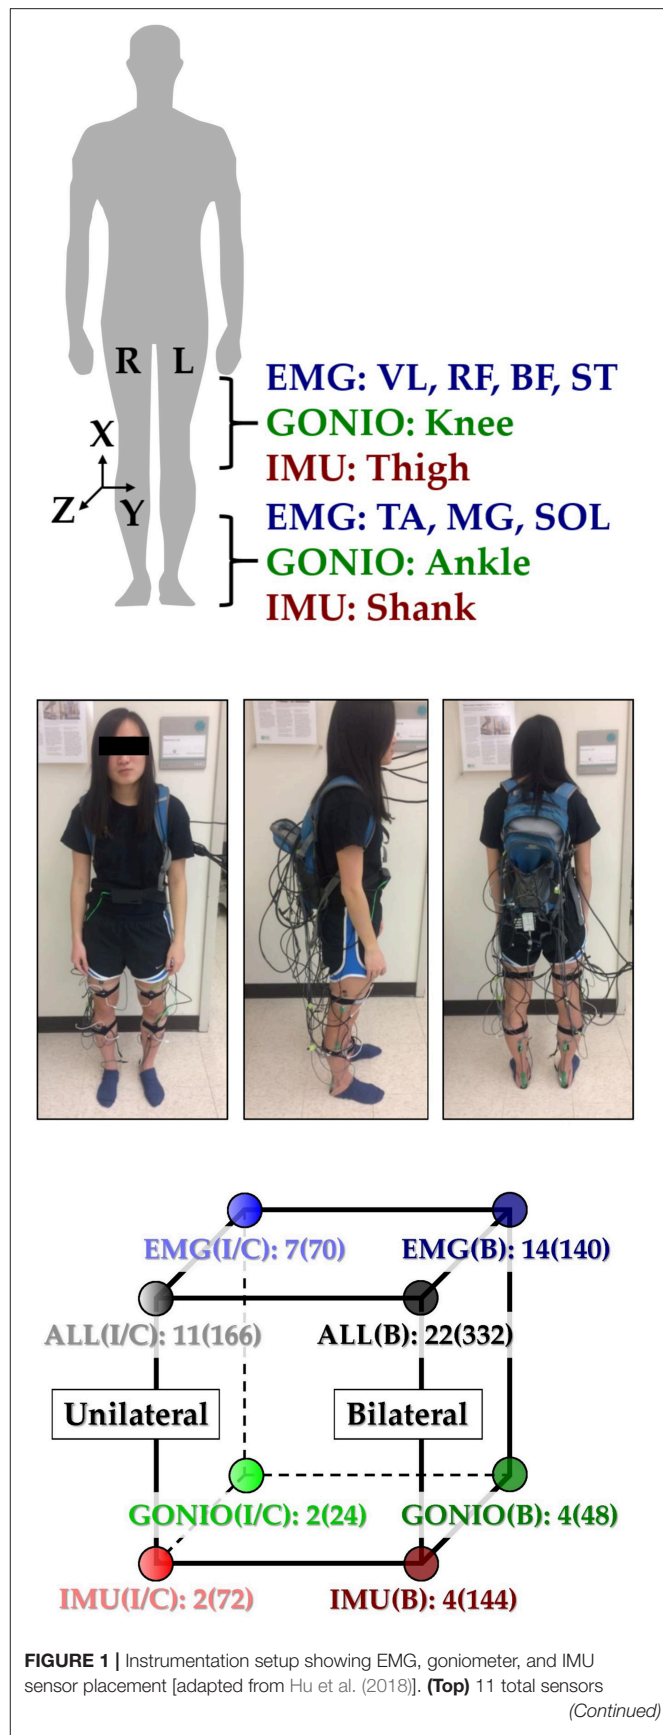 R L
EMG: VL, RF, BF, ST
GONIO: Knee
IMU: Thigh
X
Z Y
EMG: TA, MG, SOL
GONIO: Ankle
IMU: Shank
EMG(I/C): 7(70) EMG(B): 14(140)
ALL(I/C): 11(166) ALL(B): 22(332)
Unilateral Bilateral
GONIO(I/C): 2(24) GONIO(B): 4(48)
IMU(I/C): 2(72) IMU(B): 4(144)
FIGURE 1 | Instrumentation setup showing EMG, goniometer, and IMU
sensor placement [adapted from Hu et al. (2018)]. (Top) 11 total sensors
(Continued)